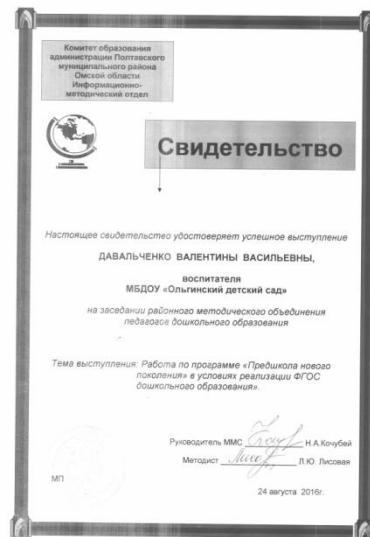 Комитет образования
администрации Полтавского
муниципального района
Омской области
Информационно-
методический отдел
Свидетельство
Настоящее свидетельство удостоверяет успешное выступление
ДАВАЛЬЧЕНКО ВАЛЕНТИНЫ ВАСИЛЬЕВНЫ,
воспитателя
МБДОУ «Ольгинский детский сад»
на заседании районного методического объединения
педагогов дошкольного образования
Тема выступления: Работа по программе «Предшкола нового
поколения» в условиях реализации ФГОС
дошкольного образования».
Руководитель ММС Н.А.Кочубей
Методист Л.Ю. Лисовая
МП
24 августа 2016г.